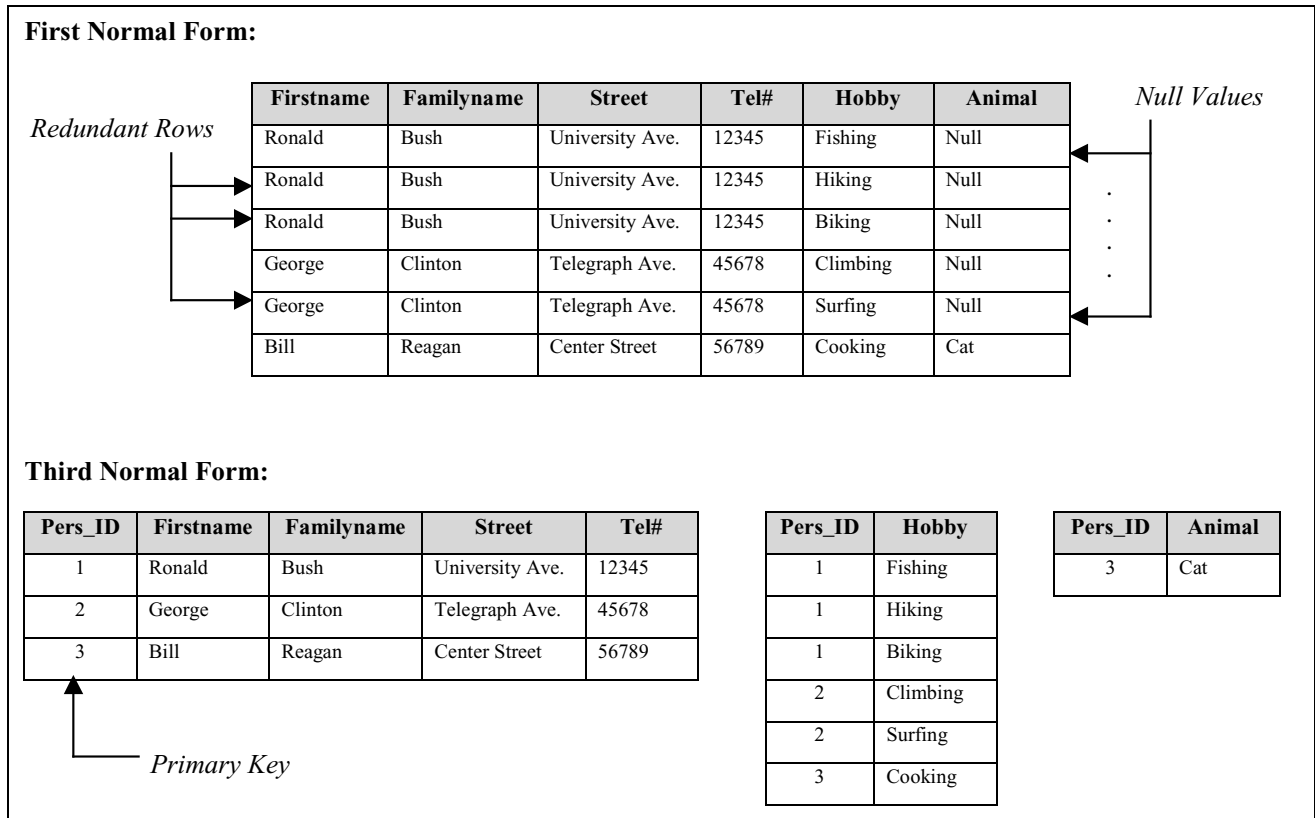 First Normal Form:
Redundant Rows
Null Values
Firstname Familyname Street Tel# Hobby Animal
Ronald Bush University Ave. 12345 Fishing Null
Ronald Bush University Ave. 12345 Hiking Null
Ronald Bush University Ave. 12345 Biking Null
George Clinton Telegraph Ave. 45678 Climbing Null
George Clinton Telegraph Ave. 45678 Surfing Null
Bill Reagan Center Street 56789 Cooking Cat
Third Normal Form:
Pers_ID Firstname Familyname Street Tel#
1 Ronald Bush University Ave. 12345
2 George Clinton Telegraph Ave. 45678
3 Bill Reagan Center Street 56789
Primary Key
Pers_ID Hobby
1 Fishing
1 Hiking
1 Biking
2 Climbing
2 Surfing
3 Cooking
Pers_ID Animal
3 Cat